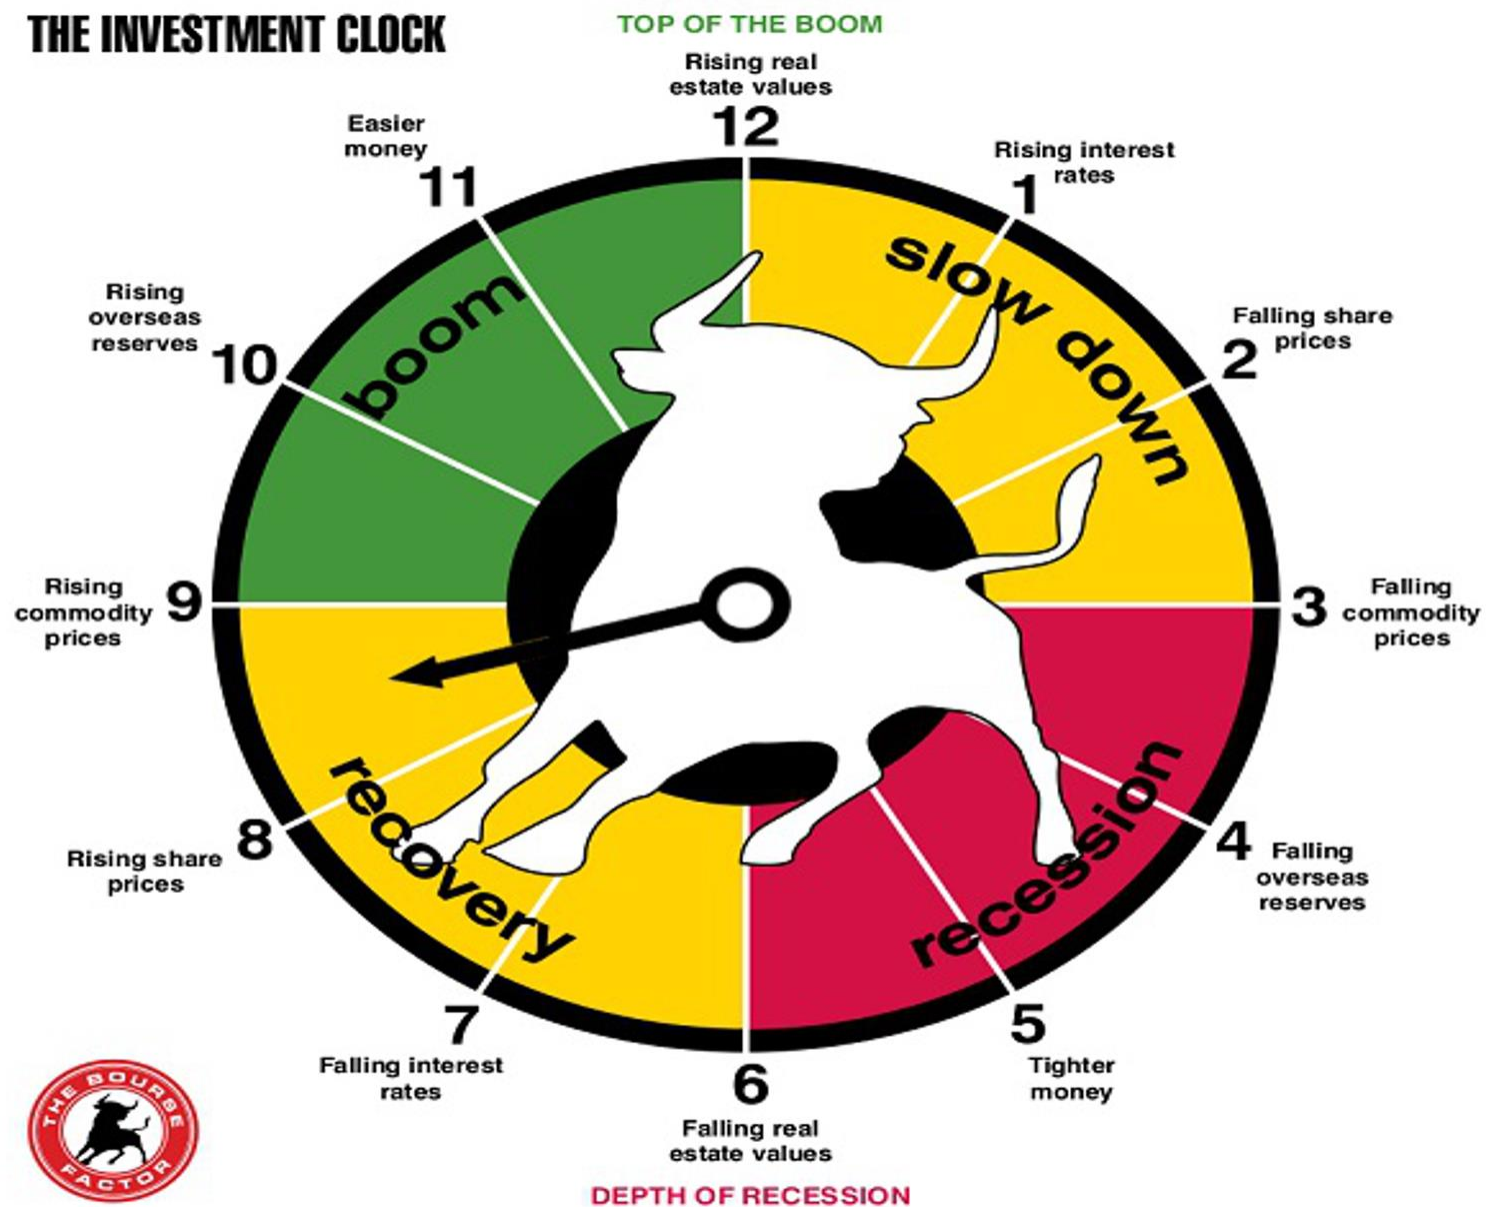 THE INVESTMENT CLOCK
TOP OF THE BOOM
Rising real
estate values
12
Rising interest
rates
1
Falling share
prices
2
3
Falling
commodity
prices
4
Falling
overseas
reserves
5
Tighter
money
6
Falling real
estate values
DEPTH OF RECESSION
7
Falling interest
rates
8
Rising share
prices
9
Rising
commodity
prices
10
Rising
overseas
reserves
11
Easier
money
boom
slow down
recession
recovery
THE BOURSE
FACTOR